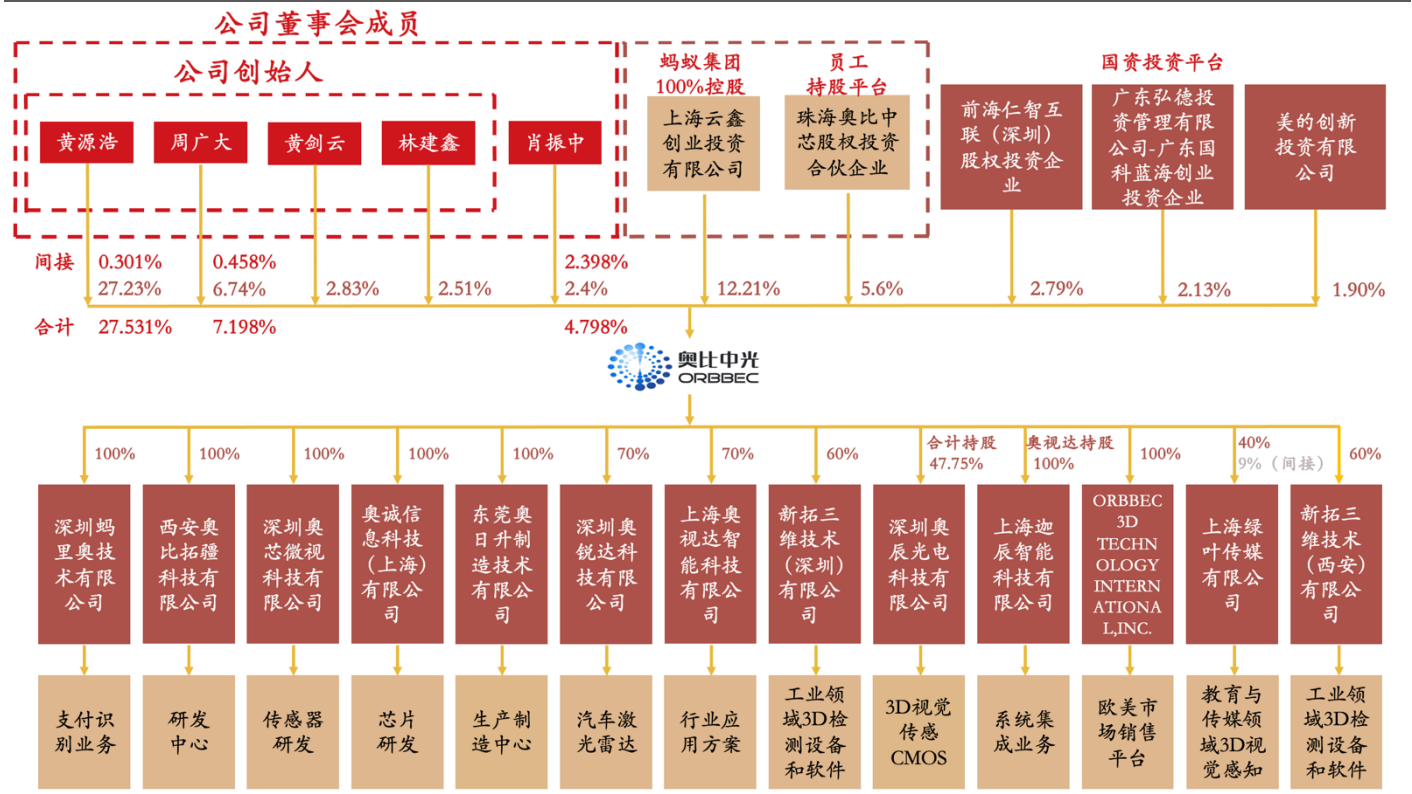 公司董事会成员
公司创始人
黄源浩
周广大
黄剑云
林建鑫
肖振中
蚂蚁集团
100%控股
上海云鑫
创业投资
有限公司
员工
持股平台
珠海奥比中
芯股权投资
合伙企业
国资投资平台
前海仁智互
联（深圳）
股权投资企
业
广东弘德投
资管理有限
公司-广东国
科蓝海创业
投资企业
美的创新
投资有限
公司
间接
0.301%
0.458%
2.398%
27.23%
6.74%
2.83%
2.51%
2.4%
12.21%
5.6%
2.79%
2.13%
1.90%
合计
27.531%
7.198%
4.798%
奥比中光
ORBBEC
100%
100%
100%
100%
100%
70%
70%
60%
合计持股
47.75%
奥视达持股
100%
100%
40%
9%（间接）
60%
深圳蚂
里奥技
术有限
公司
西安奥
比拓疆
科技有
限公司
深圳奥
芯微视
科技有
限公司
奥诚信
息科技
（上海）
有限公
司
东莞奥
日升制
造技术
有限公
司
深圳奥
锐达科
技有限
公司
上海奥
视达智
能科技
有限公
司
新拓三
维技术
（深圳）
有限公
司
深圳奥
辰光电
科技有
限公司
上海迦
辰智能
科技有
限公司
ORBBEC
3D
TECHN
OLOGY
INTERN
ATIONA
L,INC.
上海绿
叶传媒
有限公
司
新拓三
维技术
（西安）
有限公
司
支付识
别业务
研发
中心
传感器
研发
芯片
研发
生产制
造中心
汽车激
光雷达
行业应
用方案
工业领
域3D检
测设备
和软件
3D视觉
传感
CMOS
系统集
成业务
欧美市
场销售
平台
教育与
传媒领
域3D视
觉感知
工业领
域3D检
测设备
和软件